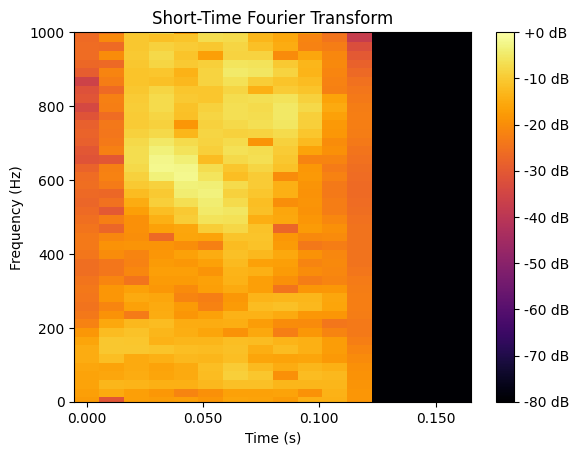 Short-Time Fourier Transform
1000
800
600
400
200
0
Frequency (Hz)
0.000
0.050
0.100
0.150
Time (s)
+0 dB
-10 dB
-20 dB
-30 dB
-40 dB
-50 dB
-60 dB
-70 dB
-80 dB